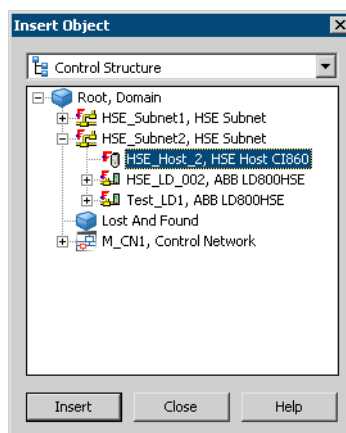 Insert Object
Control Structure
Root, Domain
HSE_Subnet1, HSE Subnet
HSE_Subnet2, HSE Subnet
HSE_Host_2, HSE Host CI860
HSE_LD_002, ABB LD800HSE
Test_LD1, ABB LD800HSE
Lost And Found
M_CN1, Control Network
Insert Close Help